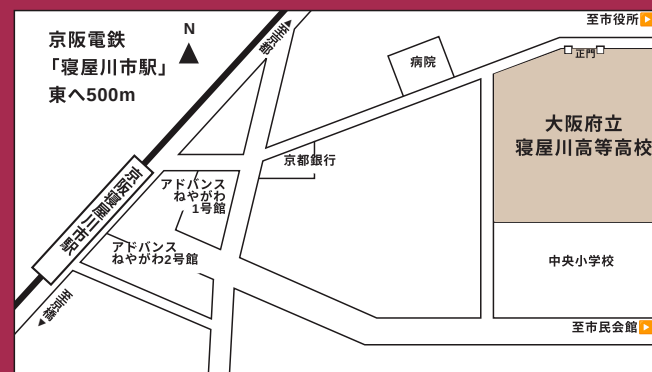 京阪電鉄
「寝屋川市駅」
東へ500m
N
至京都
至市役所
正門
病院
大阪府立
寝屋川高等高校
京都銀行
京阪寝屋川市駅
アドバンス
ねやがわ
1号館
アドバンス
ねやがわ2号館
中央小学校
至京橋
至市民会館